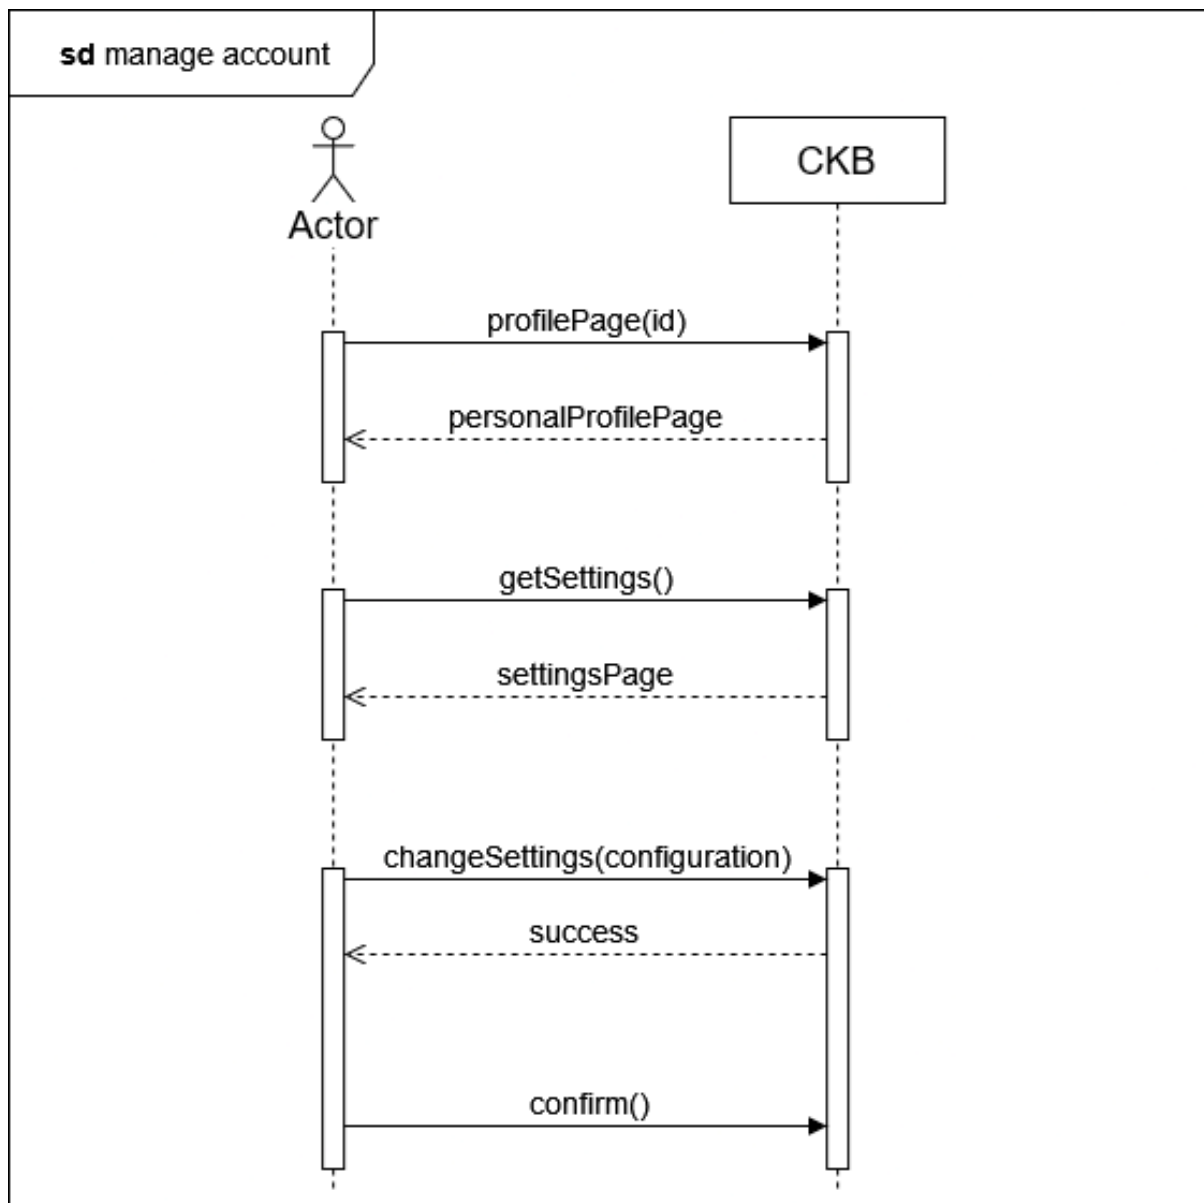 sd manage account
Actor
CKB
profilePage(id)
personalProfilePage
getSettings()
settingsPage
changeSettings(configuration)
success
confirm()